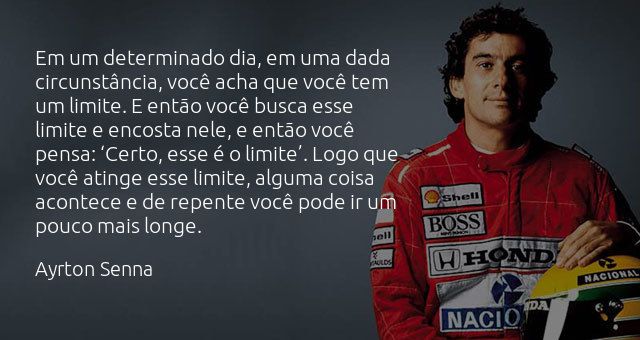 Em um determinado dia, em uma dada
circunstância, você acha que você tem
um limite. E então você busca esse
limite e encosta nele, e então você
pensa: ‘Certo, esse é o limite’. Logo que
você atinge esse limite, alguma coisa
acontece e de repente você pode ir um
pouco mais longe.
Ayrton Senna
Shell
BOSS
HONDA
NACIO
NACIONAL
HONDA